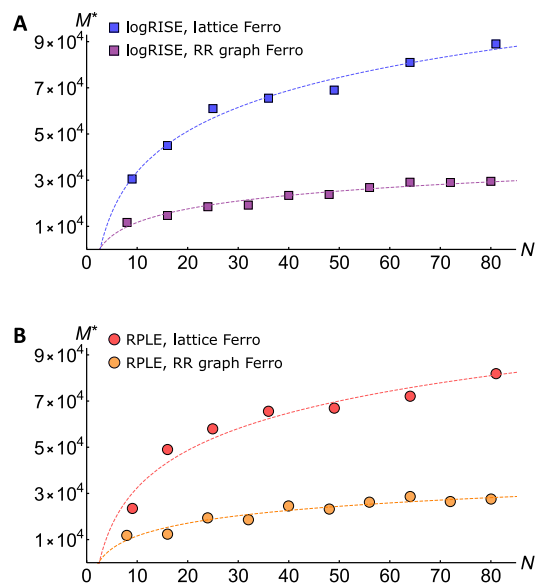 A
M*
logRISE, lattice Ferro
logRISE, RR graph Ferro
9×10⁴
7×10⁴
5×10⁴
3×10⁴
1×10⁴
0 10 20 30 40 50 60 70 80 N
B
M*
RPLE, lattice Ferro
RPLE, RR graph Ferro
9×10⁴
7×10⁴
5×10⁴
3×10⁴
1×10⁴
0 10 20 30 40 50 60 70 80 N